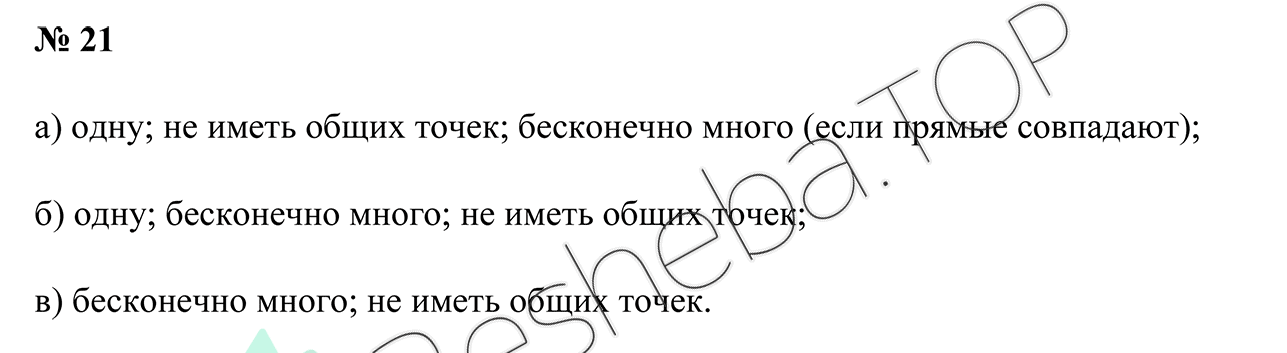 № 21
а) одну; не иметь общих точек; бесконечно много (если прямые совпадают);
б) одну; бесконечно много; не иметь общих точек;
в) бесконечно много; не иметь общих точек.
Resheba.TOP